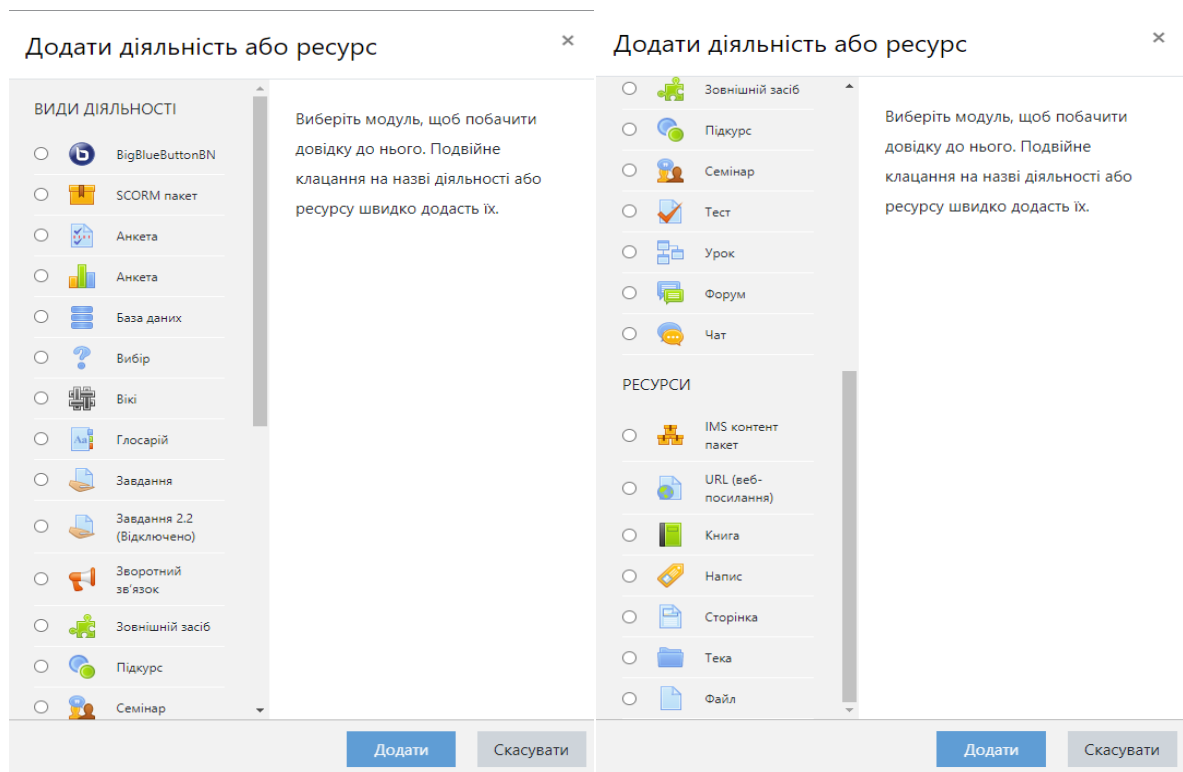 Додати діяльність або ресурс
×
ВИДИ ДІЯЛЬНОСТІ
BigBlueButtonBN
SCORM пакет
Анкета
Анкета
База даних
Вибір
Вікі
Глосарій
Завдання
Завдання 2.2
(Відключено)
Зворотний
зв'язок
Зовнішній засіб
Підкурс
Семінар
Виберіть модуль, щоб побачити
довідку до нього. Подвійне
клацання на назві діяльності або
ресурсу швидко додасть їх.
Додати
Скасувати
Додати діяльність або ресурс
×
Зовнішній засіб
Підкурс
Семінар
Тест
Урок
Форум
Чат
РЕСУРСИ
IMS контент
пакет
URL (веб-
посилання)
Книга
Напис
Сторінка
Тека
Файл
Виберіть модуль, щоб побачити
довідку до нього. Подвійне
клацання на назві діяльності або
ресурсу швидко додасть їх.
Додати
Скасувати